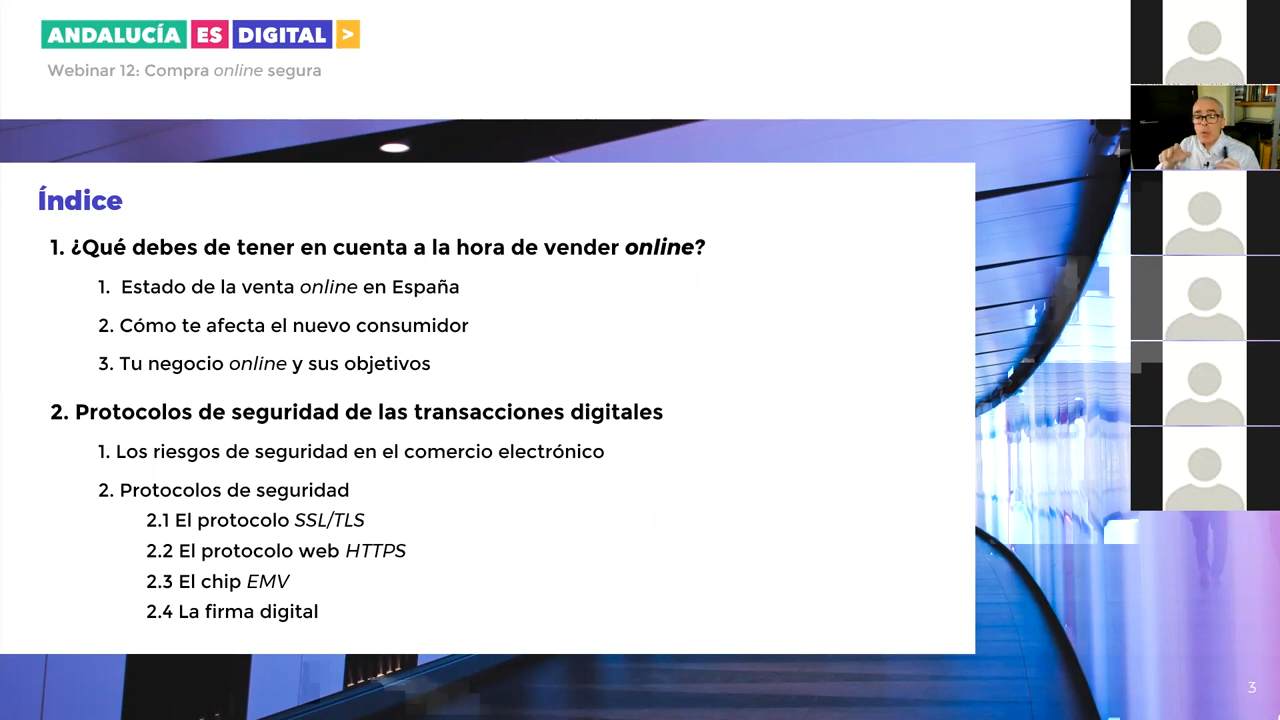 ANDALUCÍA ES DIGITAL >
Webinar 12: Compra online segura
Índice
1. ¿Qué debes de tener en cuenta a la hora de vender online?
1. Estado de la venta online en España
2. Cómo te afecta el nuevo consumidor
3. Tu negocio online y sus objetivos
2. Protocolos de seguridad de las transacciones digitales
1. Los riesgos de seguridad en el comercio electrónico
2. Protocolos de seguridad
2.1 El protocolo SSL/TLS
2.2 El protocolo web HTTPS
2.3 El chip EMV
2.4 La firma digital
3